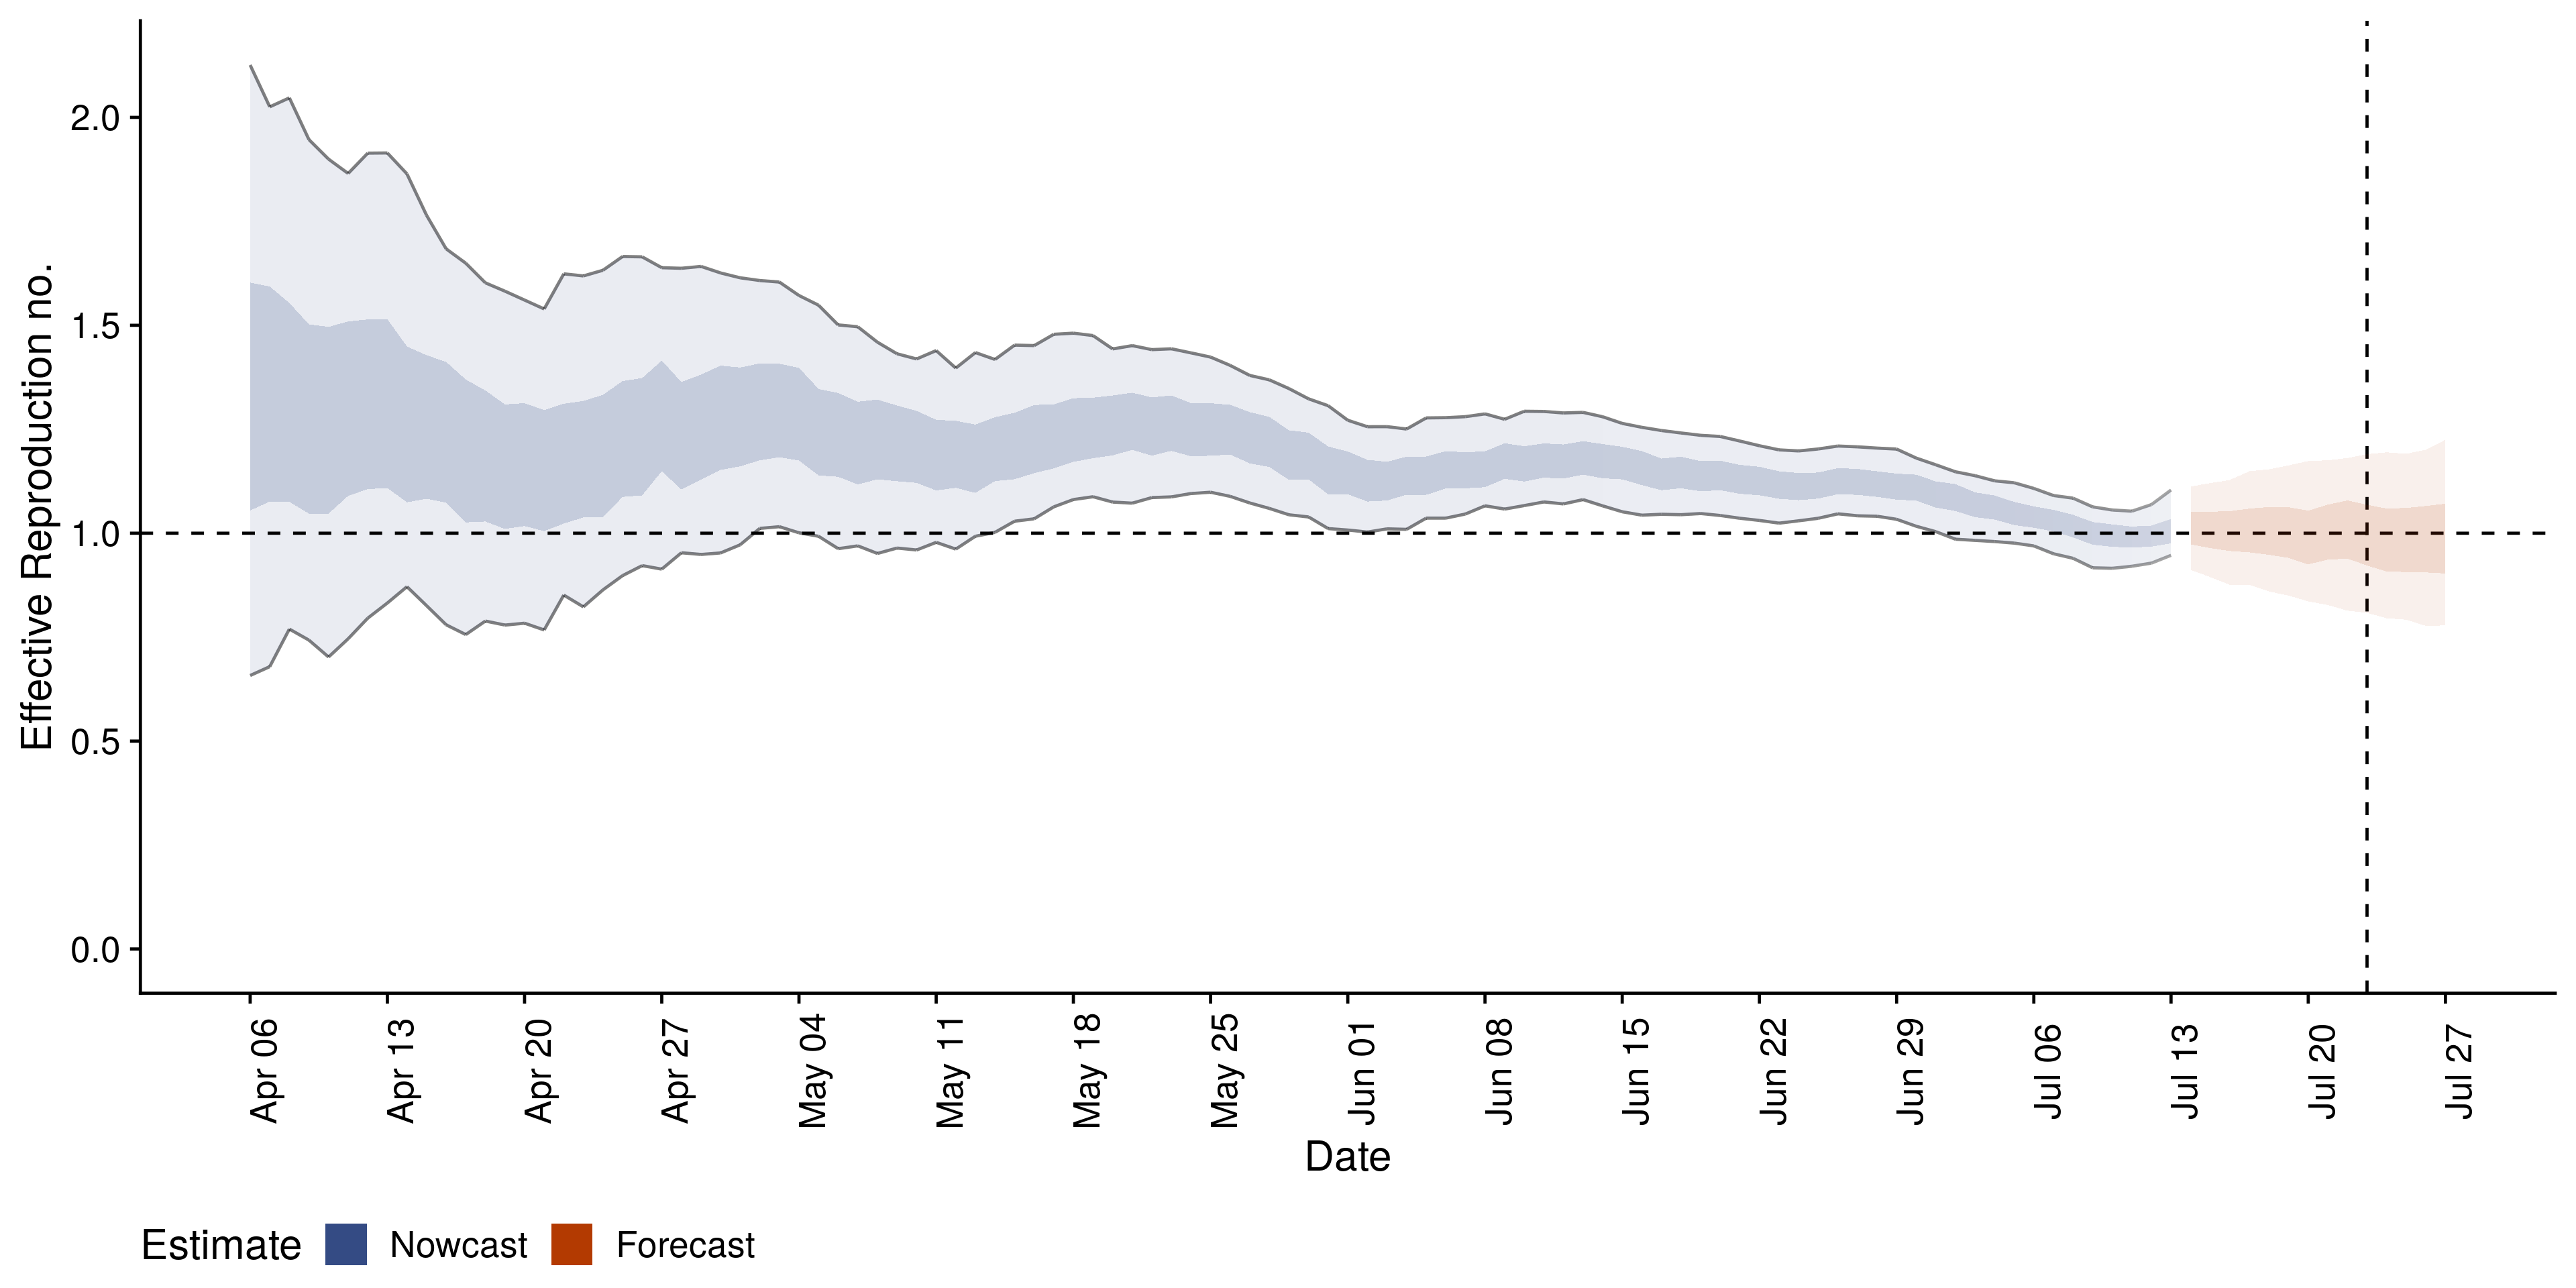 Effective Reproduction no.
2.0
1.5
1.0
0.5
0.0
Apr 06
Apr 13
Apr 20
Apr 27
May 04
May 11
May 18
May 25
Jun 01
Jun 08
Jun 15
Jun 22
Jun 29
Jul 06
Jul 13
Jul 20
Jul 27
Date
Estimate Nowcast Forecast